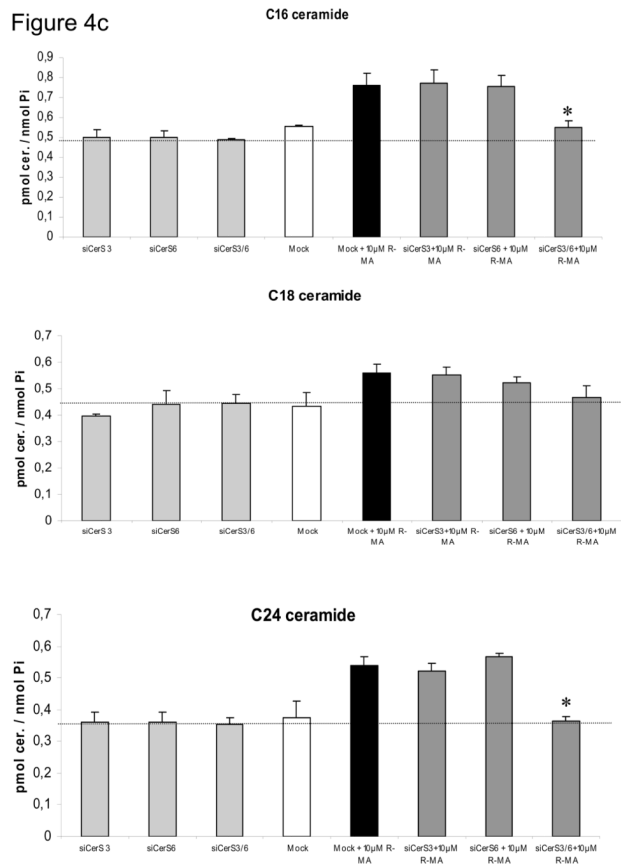 Figure 4c
C16 ceramide
pmol cer. / nmol Pi
0,9
0,8
0,7
0,6
0,5
0,4
0,3
0,2
0,1
0
*
siCerS 3 siCerS6 siCerS3/6 Mock Mock + 10µM R-MA siCerS3+10µM R-MA siCerS6 + 10µM R-MA siCerS3/6+10µM R-MA
C18 ceramide
pmol cer. / nmol Pi
0,7
0,6
0,5
0,4
0,3
0,2
0,1
0
siCerS 3 siCerS6 siCerS3/6 Mock Mock + 10µM R-MA siCerS3+10µM R-MA siCerS6 + 10µM R-MA siCerS3/6+10µM R-MA
C24 ceramide
pmol cer. / nmol Pi
0,7
0,6
0,5
0,4
0,3
0,2
0,1
0
*
siCerS 3 siCerS6 siCerS3/6 Mock Mock + 10µM R-MA siCerS3+10µM R-MA siCerS6 + 10µM R-MA siCerS3/6+10µM R-MA